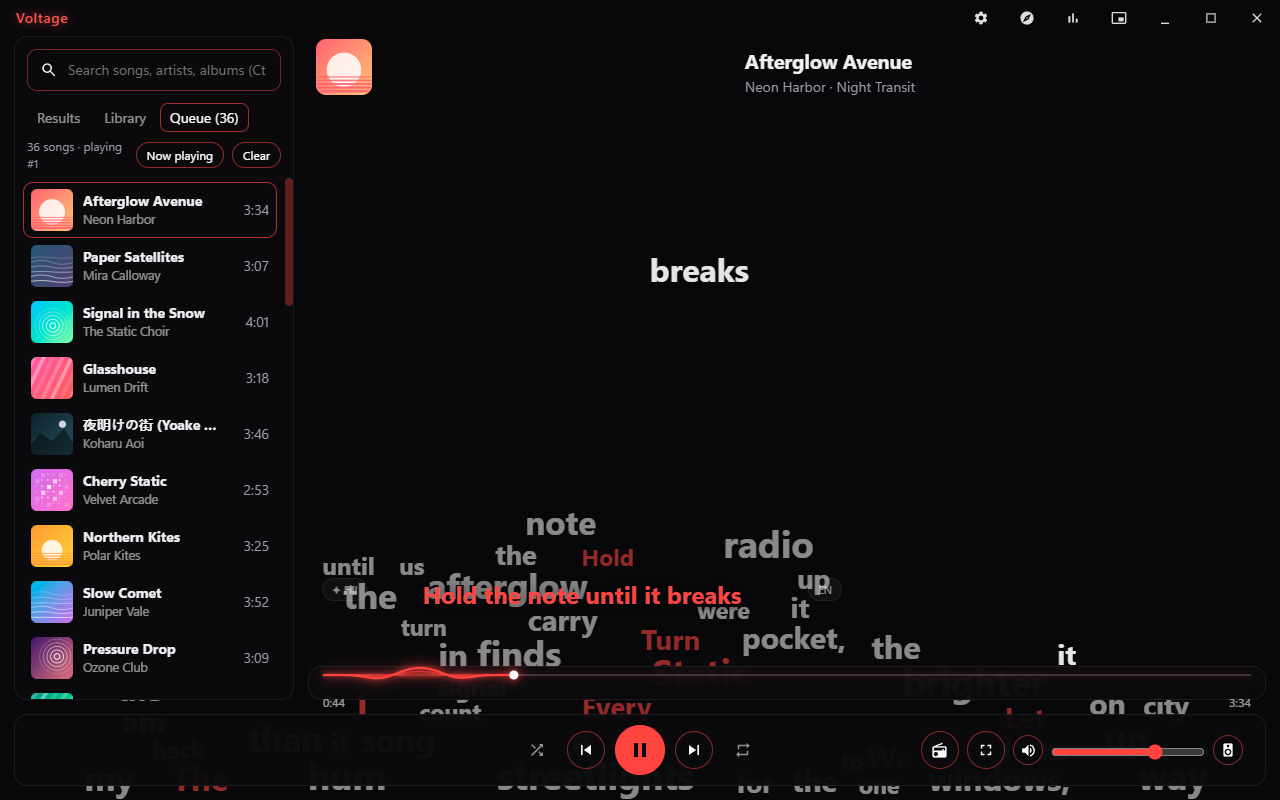 Voltage
Search songs, artists, albums (Ct
Results Library Queue (36)
36 songs · playing #1
Now playing Clear
Afterglow Avenue
Neon Harbor
3:34
Paper Satellites
Mira Calloway
3:07
Signal in the Snow
The Static Choir
4:01
Glasshouse
Lumen Drift
3:18
夜明けの街 (Yoake ...
Koharu Aoi
3:46
Cherry Static
Velvet Arcade
2:53
Northern Kites
Polar Kites
3:25
Slow Comet
Juniper Vale
3:52
Pressure Drop
Ozone Club
3:09
Afterglow Avenue
Neon Harbor · Night Transit
breaks
note
radio
the Hold
until us
afterglow up
the
Hold the note until it breaks
EN
were it
carry
turn
Turn pocket,
the
in finds
it
Static
brighter
signal
0:44
I
count
Every
Let
on city
3:34
am
back
than it song
up
to We
my The hum streetlights for the one windows, way